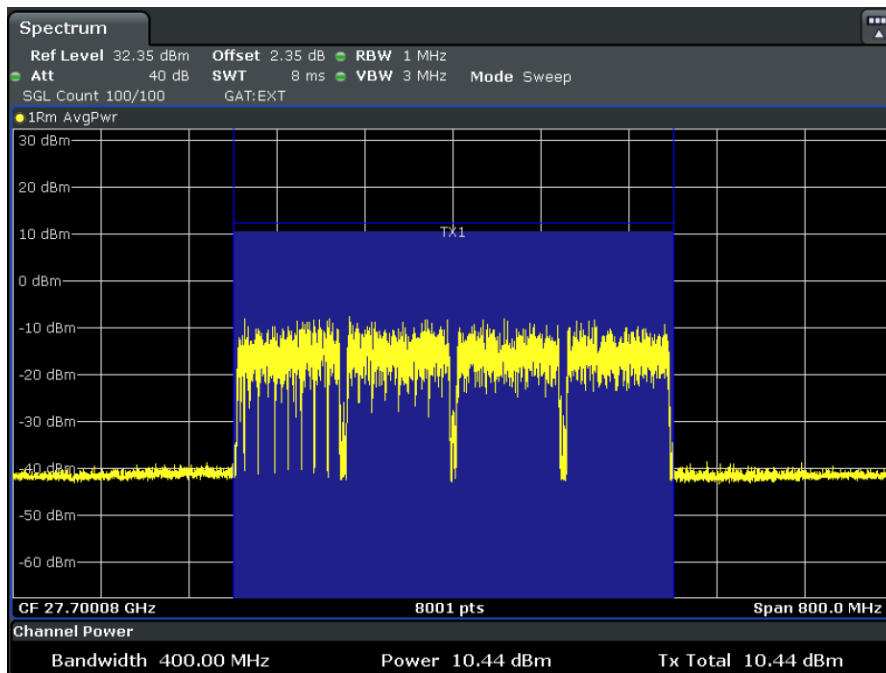 Spectrum
Ref Level 32.35 dBm Offset 2.35 dB RBW 1 MHz
Att 40 dB SWT 8 ms VBW 3 MHz Mode Sweep
SGL Count 100/100 GAT:EXT
1Rm AvgPwr
30 dBm
20 dBm
10 dBm
TX1
0 dBm
-10 dBm
-20 dBm
-30 dBm
-40 dBm
-50 dBm
-60 dBm
CF 27.70008 GHz 8001 pts Span 800.0 MHz
Channel Power
Bandwidth 400.00 MHz Power 10.44 dBm Tx Total 10.44 dBm